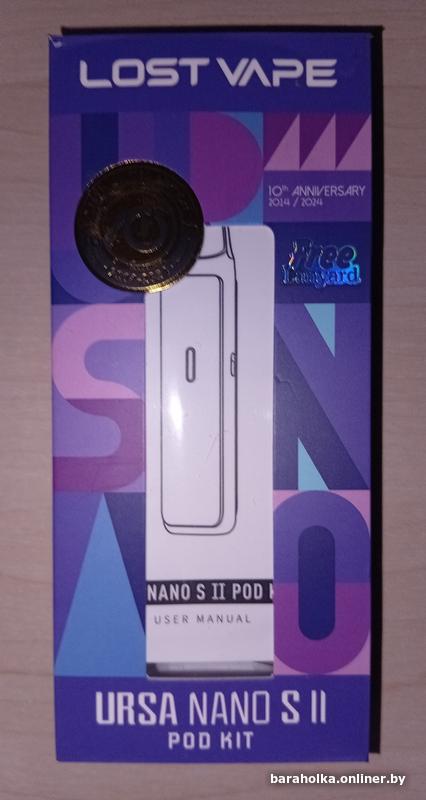 LOST VAPE
10th ANNIVERSARY
2014 / 2024
Free
Lanyard
NANO S II POD
USER MANUAL
URSA NANO S II
POD KIT
baraholka.onliner.by